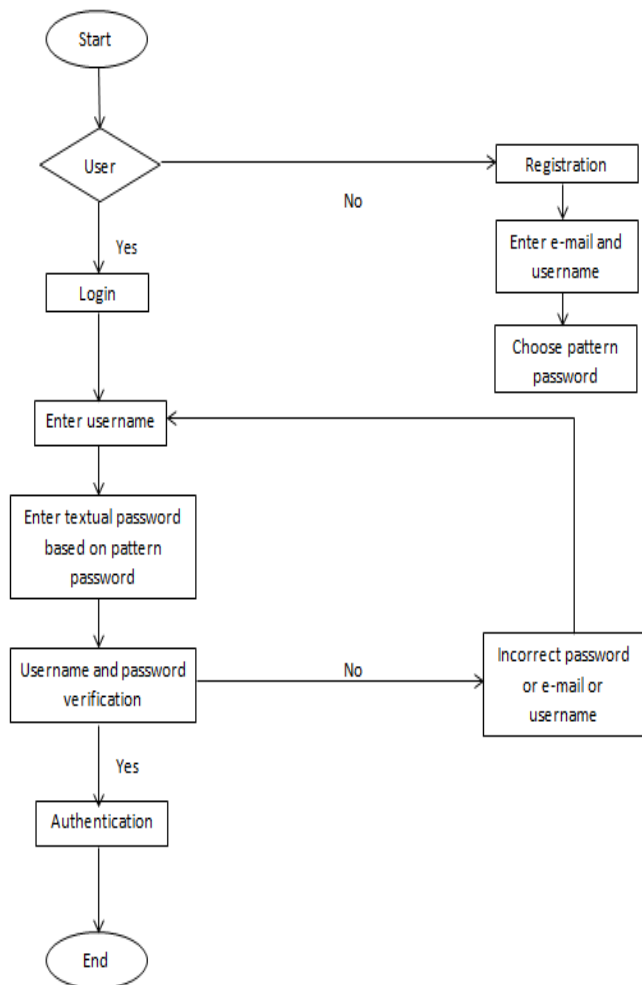 Start
User
Registration
No
Enter e-mail and
username
Yes
Login
Choose pattern
password
Enter username
Enter textual password
based on pattern
password
Username and password
verification
No
Incorrect password
or e-mail or
username
Yes
Authentication
End